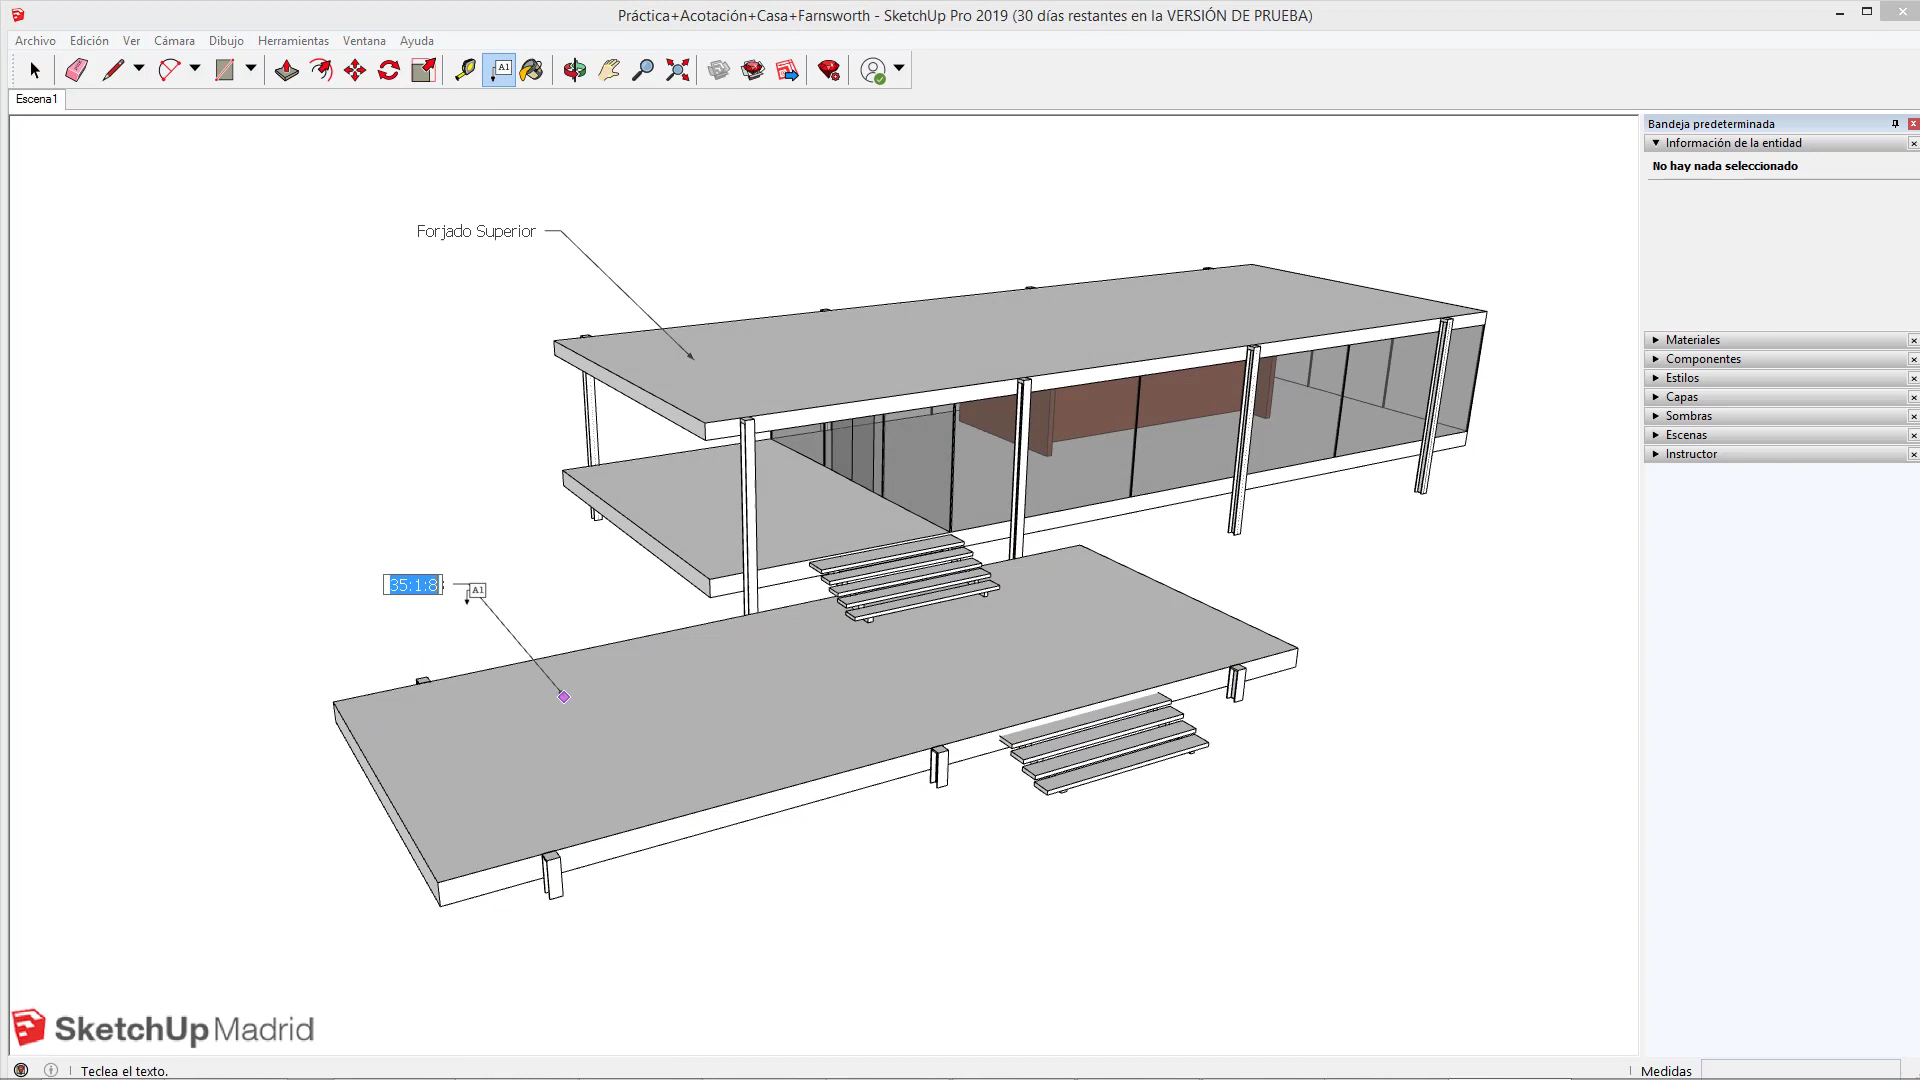 Práctica+Acotación+Casa+Farnsworth - SketchUp Pro 2019 (30 días restantes en la VERSIÓN DE PRUEBA)
Archivo Edición Ver Cámara Dibujo Herramientas Ventana Ayuda
A1
Escena1
Bandeja predeterminada
Información de la entidad
No hay nada seleccionado
Materiales
Componentes
Estilos
Capas
Sombras
Escenas
Instructor
Forjado Superior
35:1:8
A1
SketchUp Madrid
Teclea el texto.
Medidas